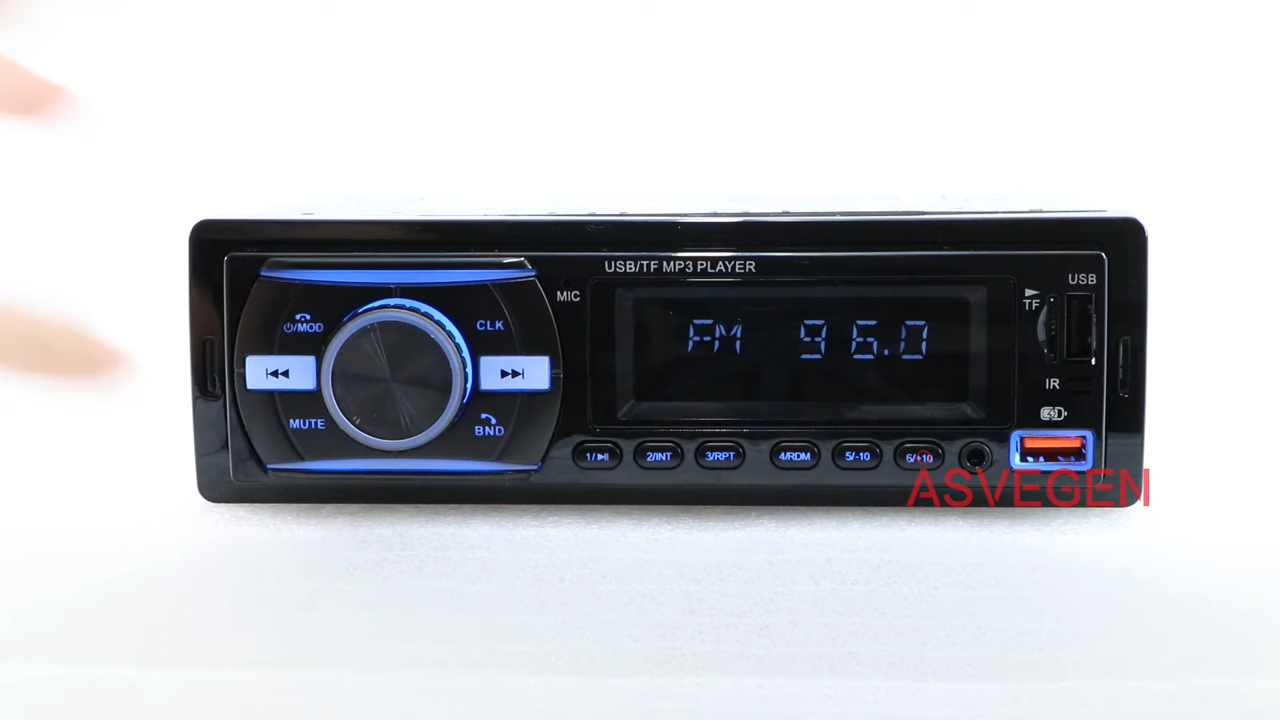 USB/TF MP3 PLAYER
USB
MIC
TF
⏻/MOD
CLK
FM 96.0
IR
MUTE
BND
1/⏯
2/INT
3/RPT
4/RDM
5/-10
6/+10
ASVEGEN